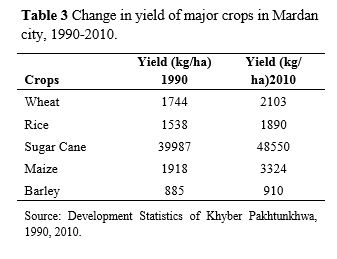 Table 3 Change in yield of major crops in Mardan
city, 1990-2010.
Yield (kg/ha) Yield (kg/
Crops 1990 ha)2010
Wheat 1744 2103
Rice 1538 1890
Sugar Cane 39987 48550
Maize 1918 3324
Barley 885 910
Source: Development Statistics of Khyber Pakhtunkhwa,
1990, 2010.